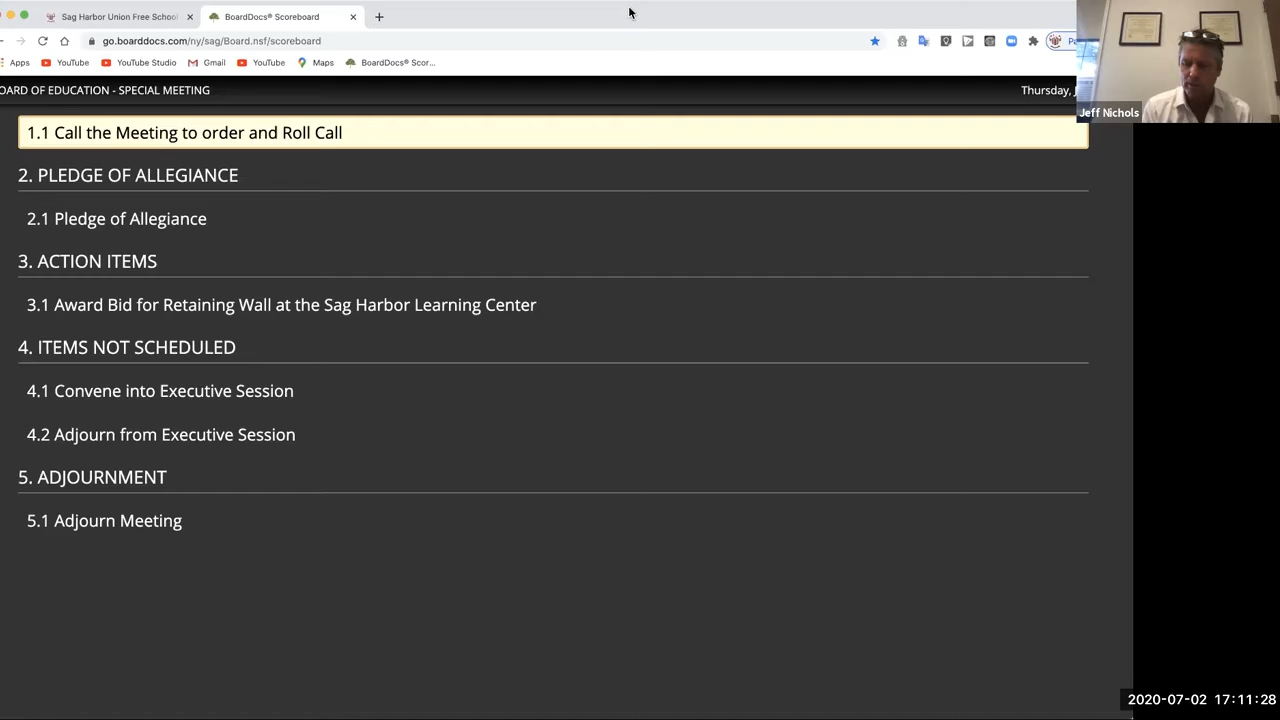 Sag Harbor Union Free School
BoardDocs® Scoreboard
go.boarddocs.com/ny/sag/Board.nsf/scoreboard
Apps
YouTube
YouTube Studio
Gmail
YouTube
Maps
BoardDocs® Scor...
OARD OF EDUCATION - SPECIAL MEETING
Thursday,
Jeff Nichols
1.1 Call the Meeting to order and Roll Call
2. PLEDGE OF ALLEGIANCE
2.1 Pledge of Allegiance
3. ACTION ITEMS
3.1 Award Bid for Retaining Wall at the Sag Harbor Learning Center
4. ITEMS NOT SCHEDULED
4.1 Convene into Executive Session
4.2 Adjourn from Executive Session
5. ADJOURNMENT
5.1 Adjourn Meeting
2020-07-02 17:11:28